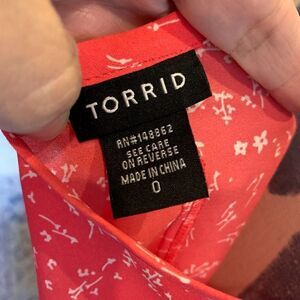 TORRID
RN#148862
SEE CARE
ON REVERSE
MADE IN CHINA
0